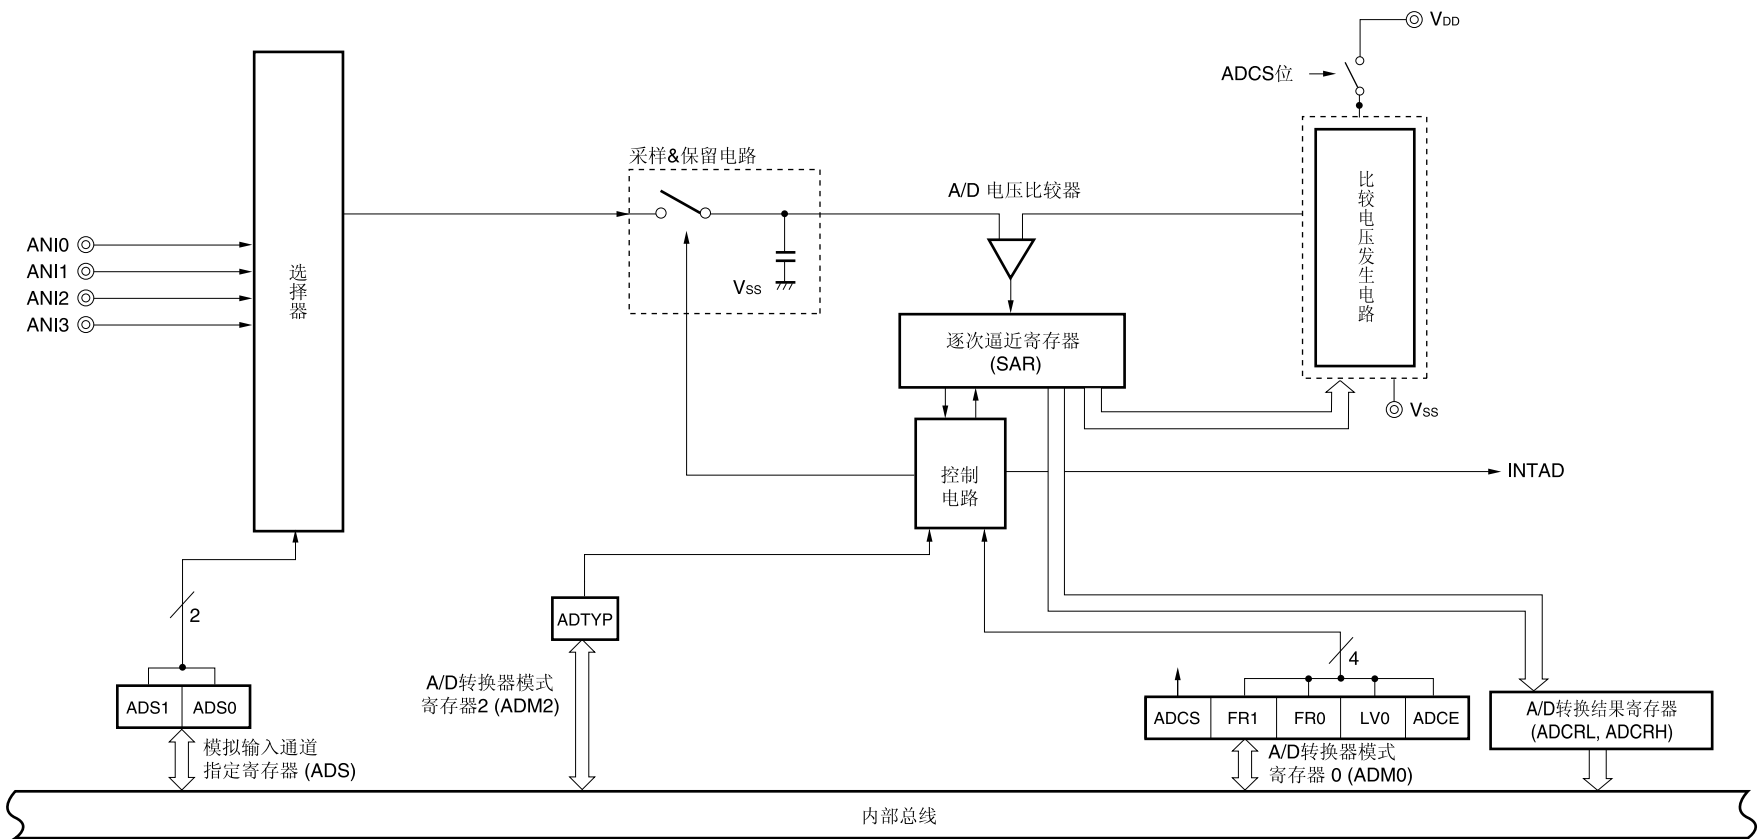 VDD
ADCS位
采样&保留电路
A/D 电压比较器
比较电压发生电路
ANI0
ANI1
ANI2
ANI3
选择器
VSS
逐次逼近寄存器
(SAR)
VSS
控制
电路
INTAD
2
ADTYP
4
A/D转换器模式
寄存器2 (ADM2)
ADS1
ADS0
ADCS
FR1
FR0
LV0
ADCE
A/D转换结果寄存器
(ADCRL, ADCRH)
模拟输入通道
指定寄存器 (ADS)
A/D转换器模式
寄存器 0 (ADM0)
内部总线